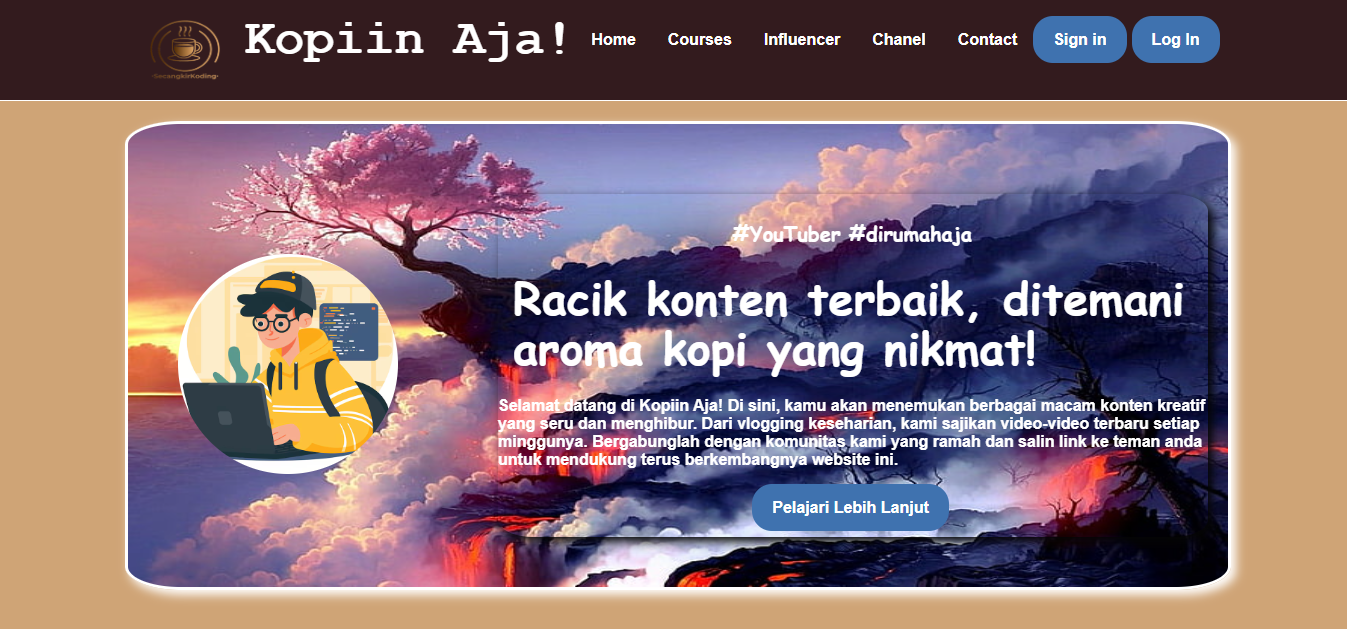 Kopiin Aja!
Home
Courses
Influencer
Chanel
Contact
Sign in
Log In
SecangkirKoding
#YouTuber #dirumahaja
Racik konten terbaik, ditemani
aroma kopi yang nikmat!
Selamat datang di Kopiin Aja! Di sini, kamu akan menemukan berbagai macam konten kreatif
yang seru dan menghibur. Dari vlogging keseharian, kami sajikan video-video terbaru setiap
minggunya. Bergabunglah dengan komunitas kami yang ramah dan salin link ke teman anda
untuk mendukung terus berkembangnya website ini.
Pelajari Lebih Lanjut